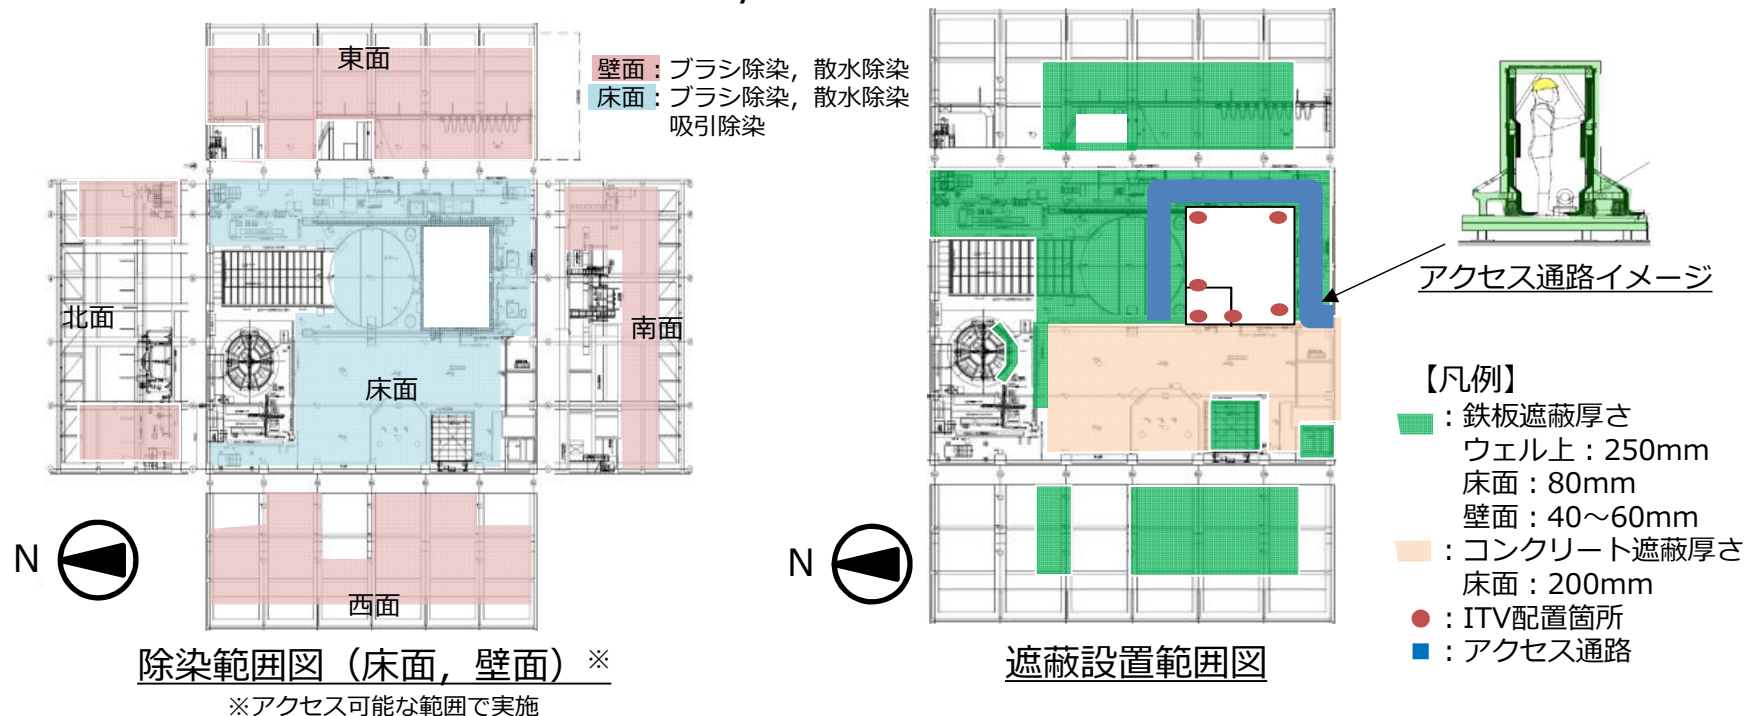 東面
壁面：ブラシ除染，散水除染
床面：ブラシ除染，散水除染
吸引除染
北面
南面
床面
西面
N
除染範囲図（床面，壁面）※
※アクセス可能な範囲で実施
N
遮蔽設置範囲図
アクセス通路イメージ
【凡例】
：鉄板遮蔽厚さ
ウェル上：250mm
床面：80mm
壁面：40～60mm
：コンクリート遮蔽厚さ
床面：200mm
：ITV配置箇所
：アクセス通路